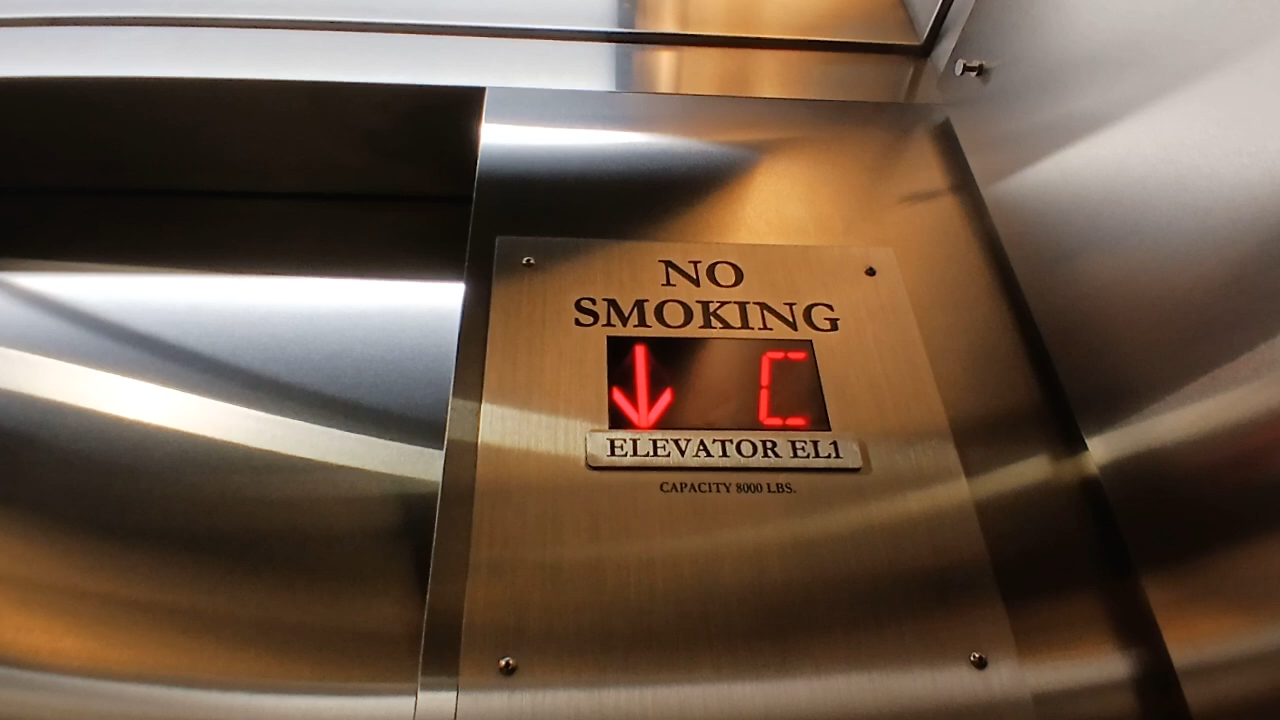 NO
SMOKING
↓ C
ELEVATOR EL1
CAPACITY 8000 LBS.